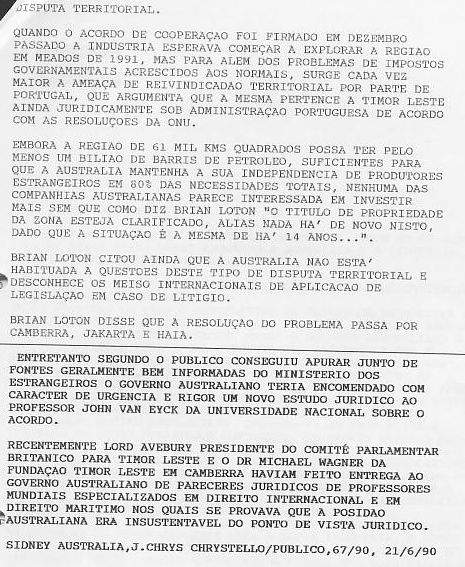 DISPUTA TERRITORIAL.
QUANDO O ACORDO DE COOPERAÇAO FOI FIRMADO EM DEZEMBRO
PASSADO A INDUSTRIA ESPERAVA COMEÇAR A EXPLORAR A REGIAO
EM MEADOS DE 1991, MAS PARA ALEM DOS PROBLEMAS DE IMPOSTOS
GOVERNAMENTAIS ACRESCIDOS AOS NORMAIS, SURGE CADA VEZ
MAIOR A AMEAÇA DE REIVINDICADAO TERRITORIAL POR PARTE DE
PORTUGAL, QUE ARGUMENTA QUE A MESMA PERTENCE A TIMOR LESTE
AINDA JURIDICAMENTE SOB ADMINISTRAÇAO PORTUGUESA DE ACORDO
COM AS RESOLUÇOES DA ONU.
EMBORA A REGIAO DE 61 MIL KMS QUADRADOS POSSA TER PELO
MENOS UM BILIAO DE BARRIS DE PETROLEO, SUFICIENTES PARA
QUE A AUSTRALIA MANTENHA A SUA INDEPENDENCIA DE PRODUTORES
ESTRANGEIROS EM 80% DAS NECESSIDADES TOTAIS, NENHUMA DAS
COMPANHIAS AUSTRALIANAS PARECE INTERESSADA EM INVESTIR
MAIS SEM QUE COMO DIZ BRIAN LOTON "O TITULO DE PROPRIEDADE
DA ZONA ESTEJA CLARIFICADO, ALIAS NADA HA' DE NOVO NISTO,
DADO QUE A SITUAÇAO É A MESMA DE HA' 14 ANOS...".
BRIAN LOTON CITOU AINDA QUE A AUSTRALIA NAO ESTA'
HABITUADA A QUESTOES DESTE TIPO DE DISPUTA TERRITORIAL E
DESCONHECE OS MEISO INTERNACIONAIS DE APLICACAO DE
LEGISLAÇAO EM CASO DE LITIGIO.
BRIAN LOTON DISSE QUE A RESOLUÇAO DO PROBLEMA PASSA POR
CAMBERRA, JAKARTA E HAIA.
ENTRETANTO SEGUNDO O PUBLICO CONSEGUIU APURAR JUNTO DE
FONTES GERALMENTE BEM INFORMADAS DO MINISTERIO DOS
ESTRANGEIROS O GOVERNO AUSTRALIANO TERIA ENCOMENDADO COM
CARACTER DE URGENCIA E RIGOR UM NOVO ESTUDO JURIDICO AO
PROFESSOR JOHN VAN EYCK DA UNIVERSIDADE NACIONAL SOBRE O
ACORDO.
RECENTEMENTE LORD AVEBURY PRESIDENTE DO COMITÉ PARLAMENTAR
BRITANICO PARA TIMOR LESTE E O DR MICHAEL WAGNER DA
FUNDAÇAO TIMOR LESTE EM CAMBERRA HAVIAM FEITO ENTREGA AO
GOVERNO AUSTRALIANO DE PARECERES JURIDICOS DE PROFESSORES
MUNDIAIS ESPECIALIZADOS EM DIREITO INTERNACIONAL E EM
DIREITO MARITIMO NOS QUAIS SE PROVAVA QUE A POSIDAO
AUSTRALIANA ERA INSUSTENTAVEL DO PONTO DE VISTA JURIDICO.
SIDNEY AUSTRALIA,J.CHRYS CHRYSTELLO/PUBLICO,67/90, 21/6/90